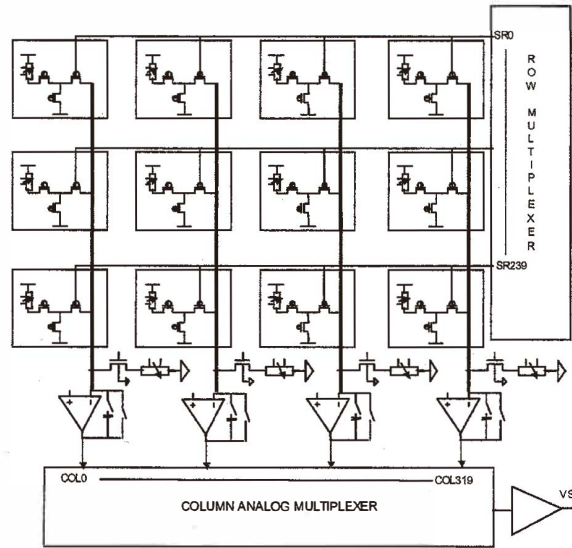 SR0
ROW MULTIPLEXER
SR239
COL0
COL319
COLUMN ANALOG MULTIPLEXER